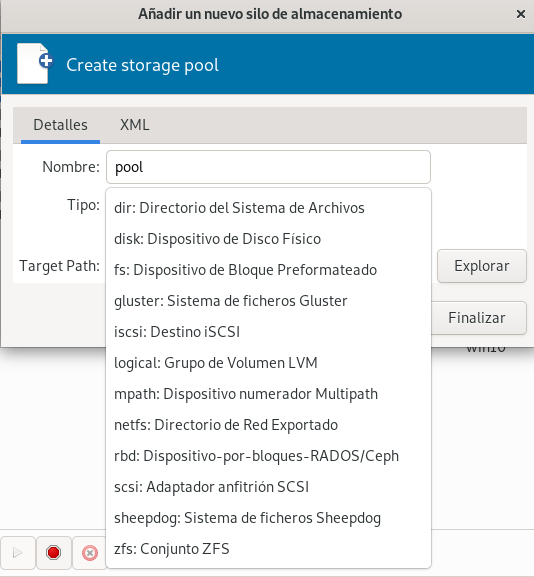 Añadir un nuevo silo de almacenamiento
Create storage pool
Detalles XML
Nombre: pool
Tipo:
dir: Directorio del Sistema de Archivos
disk: Dispositivo de Disco Físico
Target Path: fs: Dispositivo de Bloque Preformateado Explorar
gluster: Sistema de ficheros Gluster
Finalizar
iscsi: Destino iSCSI
win10
logical: Grupo de Volumen LVM
mpath: Dispositivo numerador Multipath
netfs: Directorio de Red Exportado
rbd: Dispositivo-por-bloques-RADOS/Ceph
scsi: Adaptador anfitrión SCSI
sheepdog: Sistema de ficheros Sheepdog
zfs: Conjunto ZFS